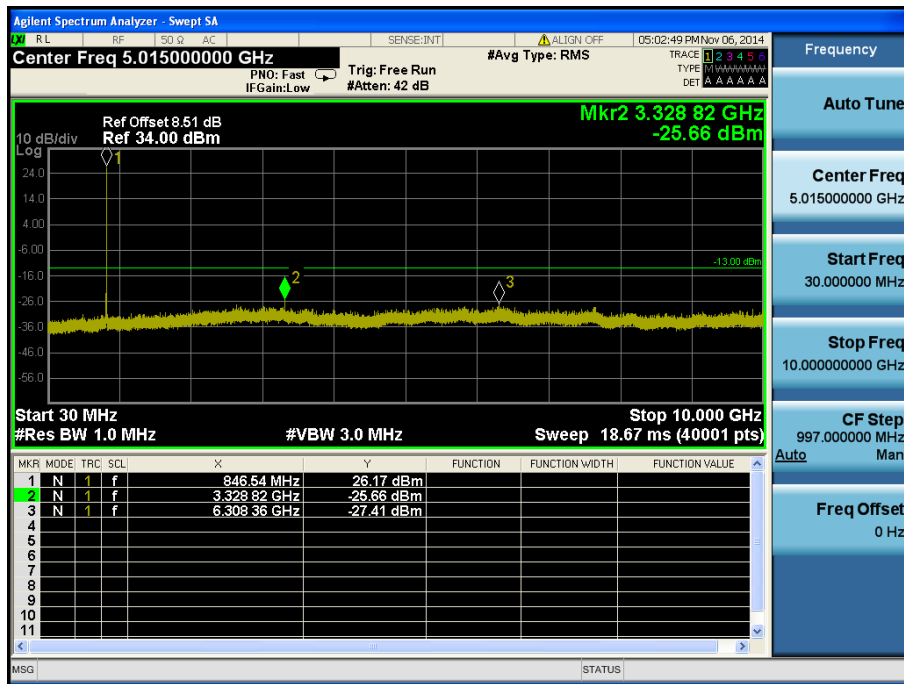 Agilent Spectrum Analyzer - Swept SA
LXI RL RF 50 Ω AC SENSE:INT ALIGN OFF 05:02:49 PM Nov 06, 2014
Center Freq 5.015000000 GHz
PNO: Fast
IFGain:Low
Trig: Free Run
#Atten: 42 dB
#Avg Type: RMS
TRACE 1 2 3 4 5 6
TYPE M WWWWW
DET A A A A A A
Mkr2 3.328 82 GHz
-25.66 dBm
Ref Offset 8.51 dB
10 dB/div Ref 34.00 dBm
Log
1
24.0
14.0
4.00
-6.00
-13.00 dBm
-16.0
2
3
-26.0
-36.0
-46.0
-56.0
Start 30 MHz Stop 10.000 GHz
#Res BW 1.0 MHz #VBW 3.0 MHz Sweep 18.67 ms (40001 pts)
MKR MODE TRC SCL X Y FUNCTION FUNCTION WIDTH FUNCTION VALUE
1 N 1 f 846.54 MHz 26.17 dBm
2 N 1 f 3.328 82 GHz -25.66 dBm
3 N 1 f 6.308 36 GHz -27.41 dBm
4
5
6
7
8
9
10
11
MSG STATUS
Frequency
Auto Tune
Center Freq
5.015000000 GHz
Start Freq
30.000000 MHz
Stop Freq
10.000000000 GHz
CF Step
997.000000 MHz
Auto Man
Freq Offset
0 Hz